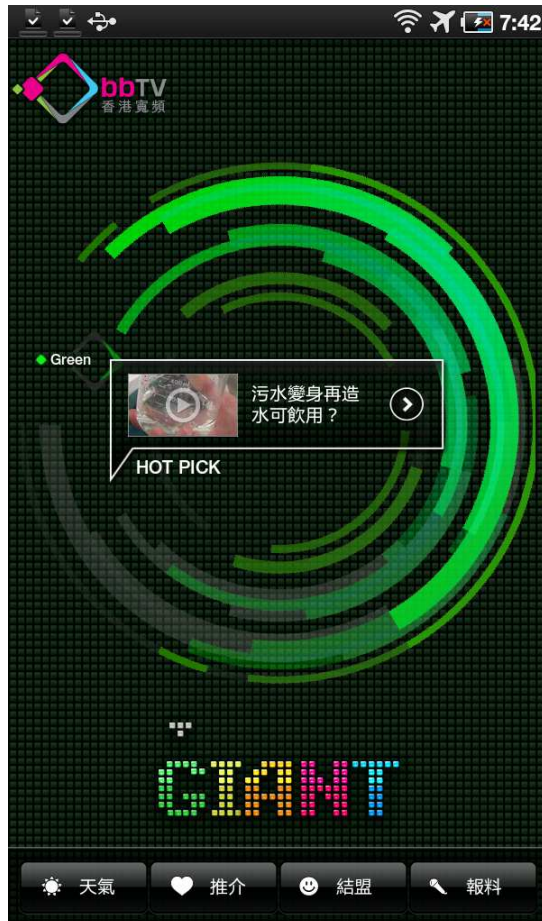 7:42
bbTV
香港寬頻
Green
污水變身再造
水可飲用？
HOT PICK
GIANT
天氣
推介
結盟
報料